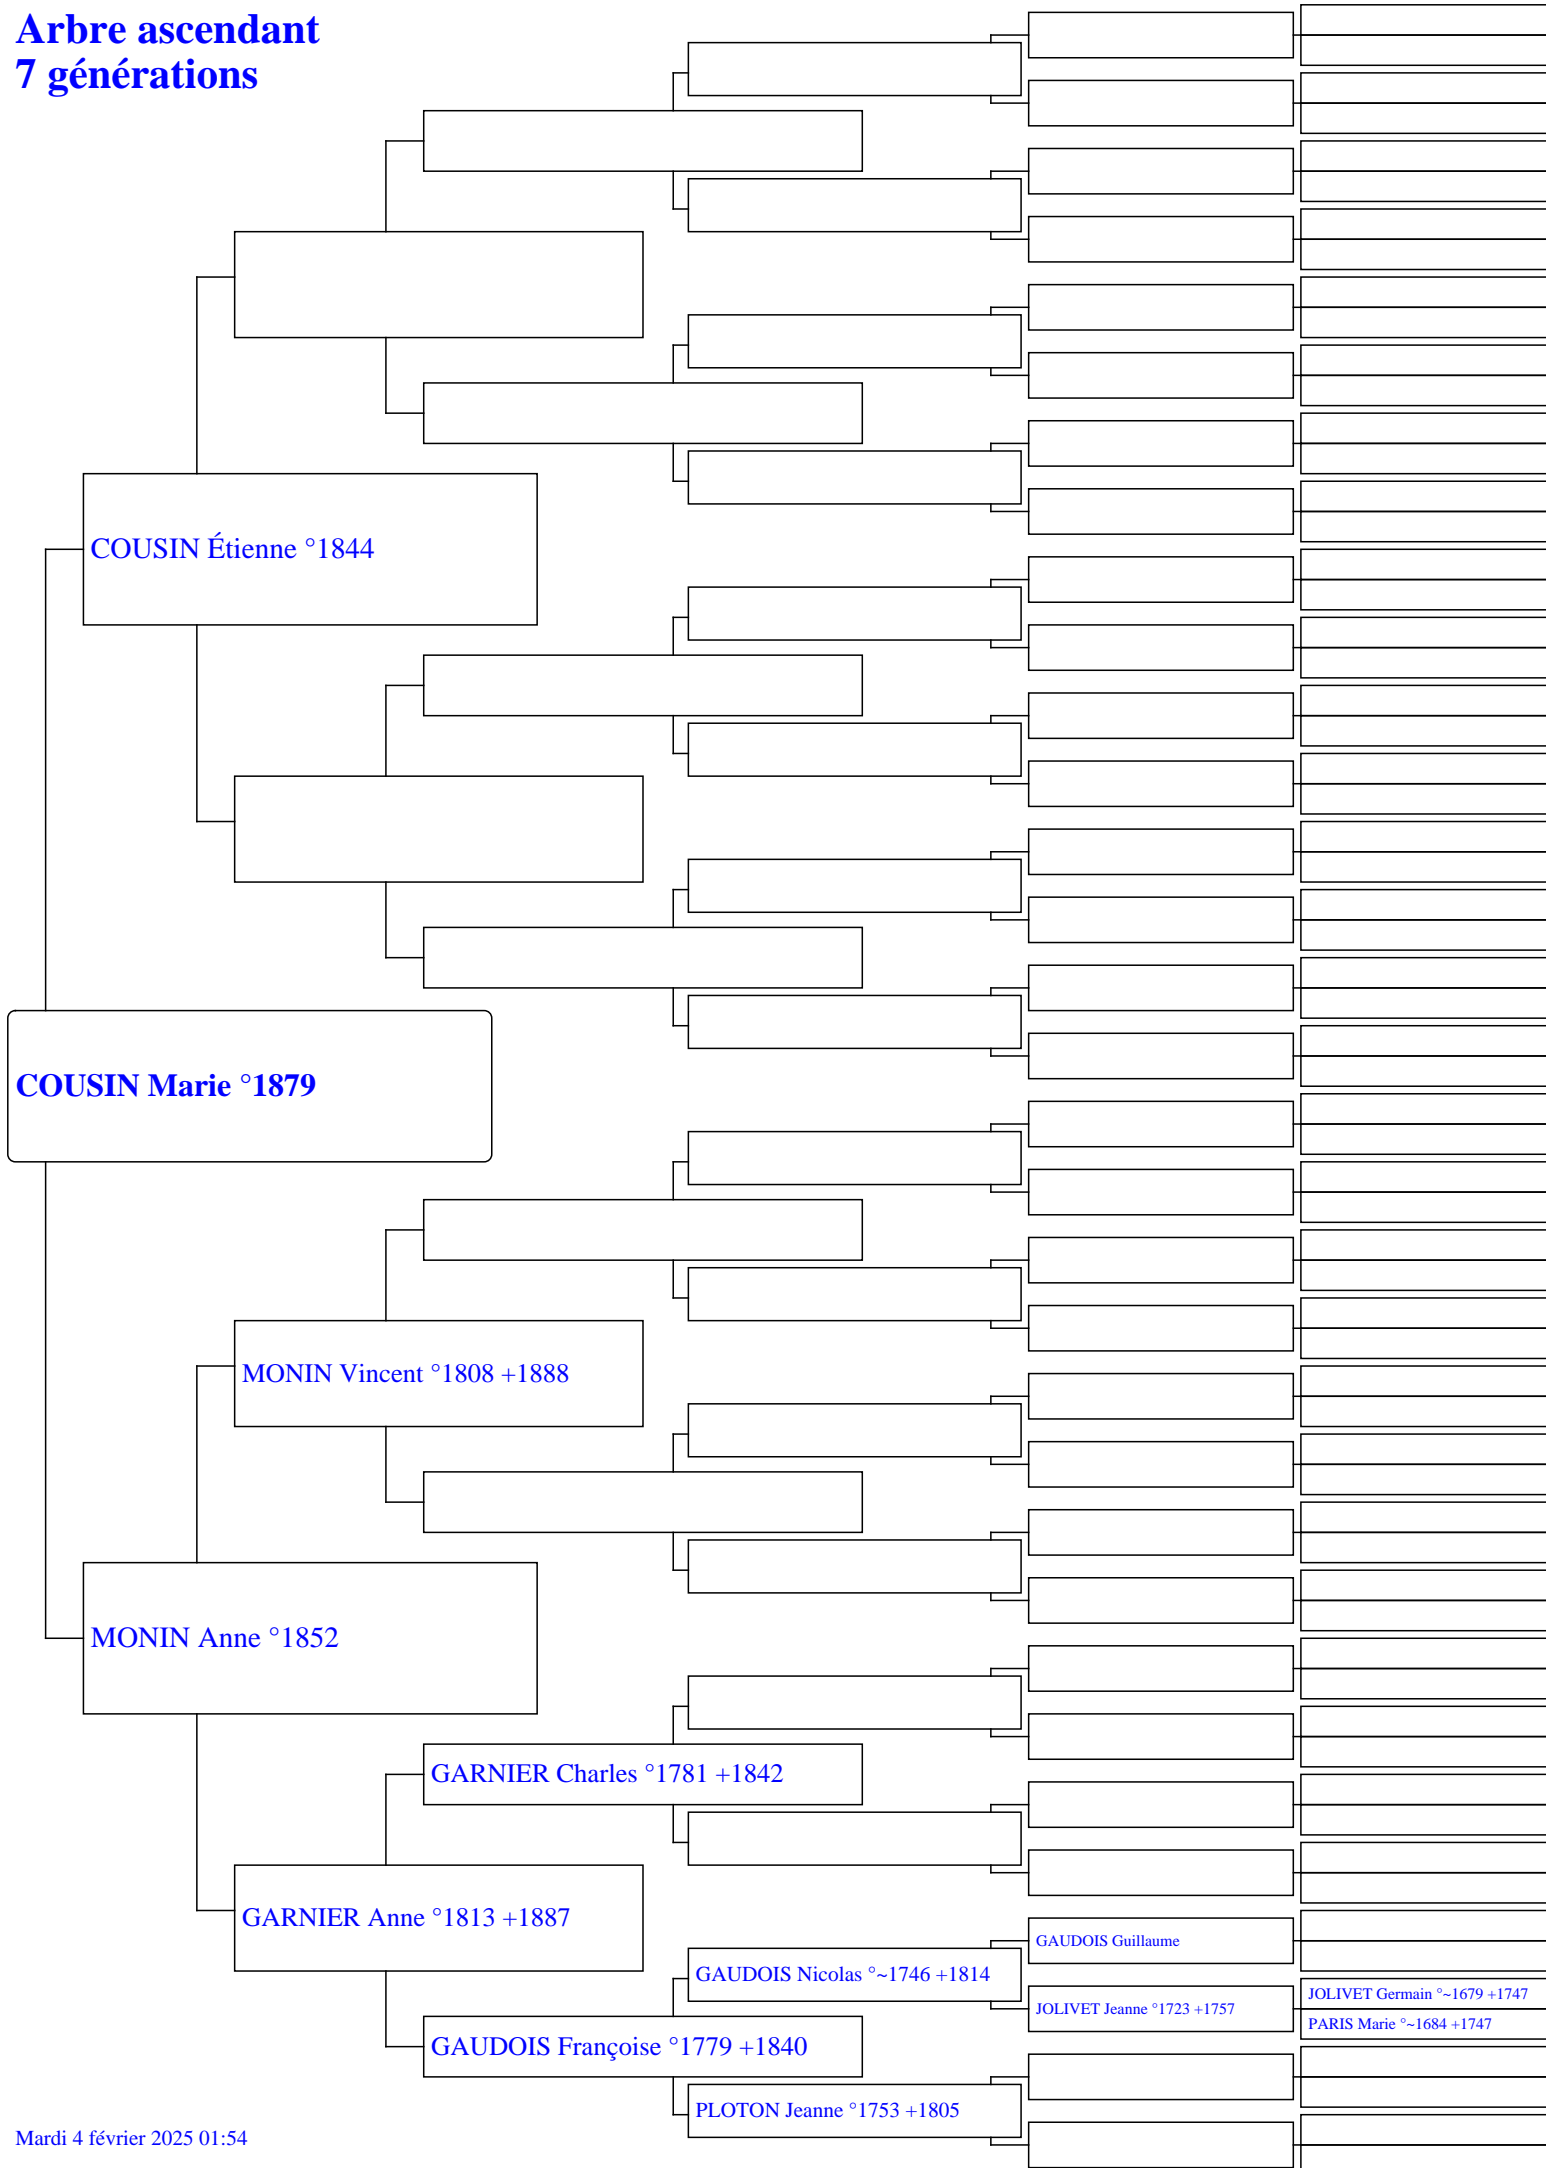 Arbre ascendant
7 générations
COUSIN Étienne °1844
COUSIN Marie °1879
MONIN Vincent °1808 +1888
MONIN Anne °1852
GARNIER Charles °1781 +1842
GARNIER Anne °1813 +1887
GAUDOIS Guillaume
GAUDOIS Nicolas °~1746 +1814
JOLIVET Germain °~1679 +1747
JOLIVET Jeanne °1723 +1757
PARIS Marie °~1684 +1747
GAUDOIS Françoise °1779 +1840
PLOTON Jeanne °1753 +1805
Mardi 4 février 2025 01:54